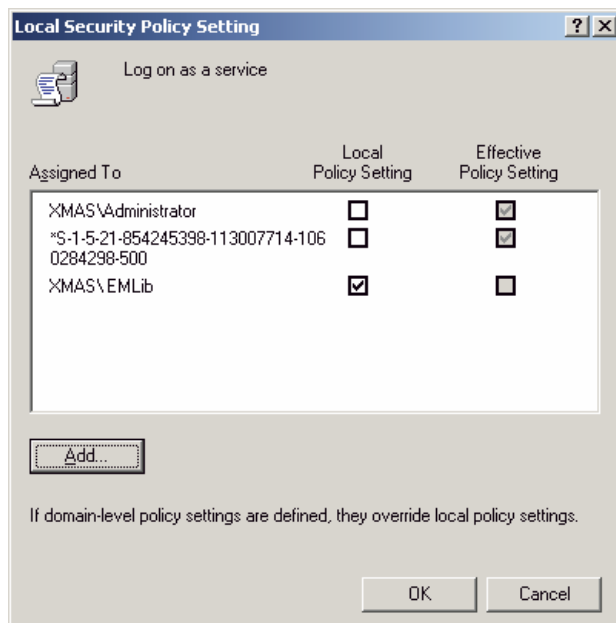 Local Security Policy Setting
Log on as a service
Local
Policy Setting
Effective
Policy Setting
Assigned To
XMAS\Administrator
*S-1-5-21-854245398-113007714-106
0284298-500
XMAS\EMLib
Add...
If domain-level policy settings are defined, they override local policy settings.
OK
Cancel